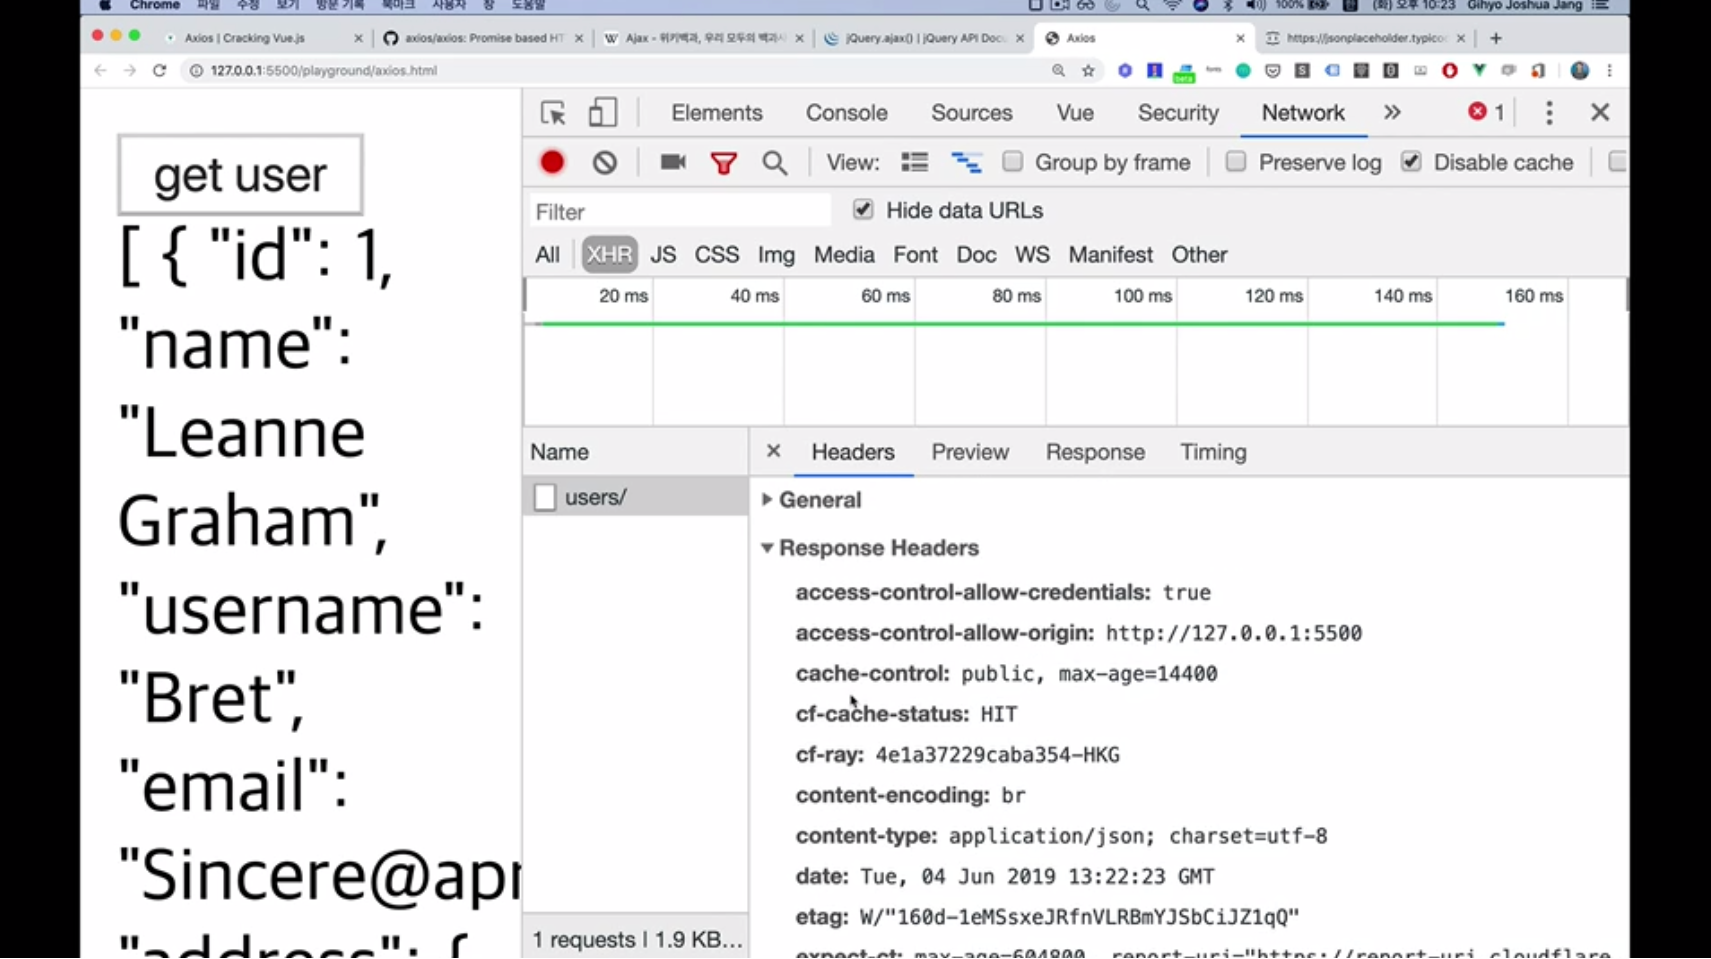 Chrome 파일 수정 보기 방문 기록 북마크 사용자 창 도움말 100% (화) 오후 10:23 Gihyo Joshua Jang
Axios | Cracking Vue.js axios/axios: Promise based HT Ajax - 위키백과, 우리 모두의 백과사 jQuery.ajax() | jQuery API Docu Axios https://jsonplaceholder.typico
127.0.0.1:5500/playground/axios.html
beta
get user
[ { "id": 1,
"name":
"Leanne
Graham",
"username":
"Bret",
"email":
"Sincere@apr
"address": {
Elements Console Sources Vue Security Network » 1
View: Group by frame Preserve log Disable cache
Filter Hide data URLs
All XHR JS CSS Img Media Font Doc WS Manifest Other
20 ms 40 ms 60 ms 80 ms 100 ms 120 ms 140 ms 160 ms
Name
users/
1 requests | 1.9 KB...
Headers Preview Response Timing
General
Response Headers
access-control-allow-credentials: true
access-control-allow-origin: http://127.0.0.1:5500
cache-control: public, max-age=14400
cf-cache-status: HIT
cf-ray: 4e1a37229caba354-HKG
content-encoding: br
content-type: application/json; charset=utf-8
date: Tue, 04 Jun 2019 13:22:23 GMT
etag: W/"160d-1eMSsxeJRfnVLRBmYJSbCiJZ1qQ"
expect-ct: max-age=604800, report-uri="https://report-uri.cloudflare